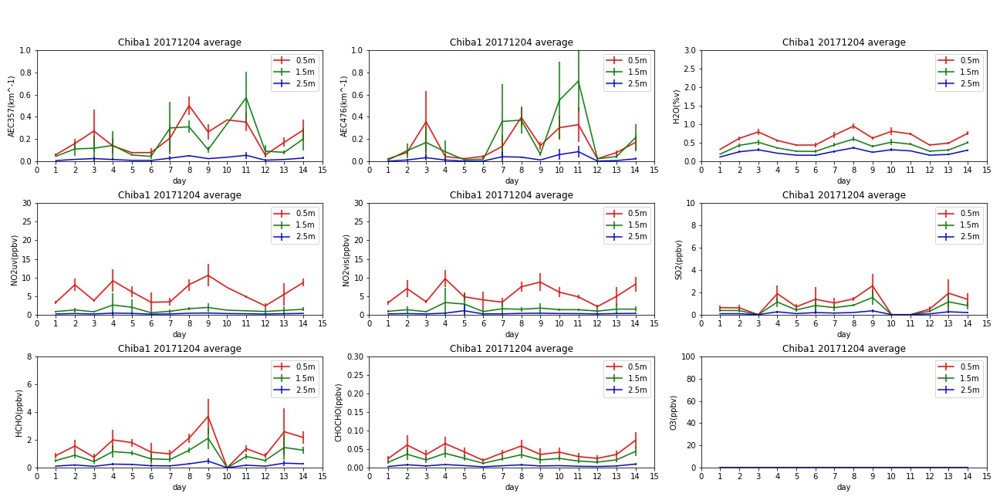 Chiba1 20171204 average
AEC357(km^-1)
1.0
0.8
0.6
0.4
0.2
0.0
0 1 2 3 4 5 6 7 8 9 10 11 12 13 14 15
day
0.5m
1.5m
2.5m
Chiba1 20171204 average
AEC476(km^-1)
1.0
0.8
0.6
0.4
0.2
0.0
0 1 2 3 4 5 6 7 8 9 10 11 12 13 14 15
day
0.5m
1.5m
2.5m
Chiba1 20171204 average
H2O(%v)
3.0
2.5
2.0
1.5
1.0
0.5
0.0
0 1 2 3 4 5 6 7 8 9 10 11 12 13 14 15
day
0.5m
1.5m
2.5m
Chiba1 20171204 average
NO2uv(ppbv)
30
25
20
15
10
5
0
0 1 2 3 4 5 6 7 8 9 10 11 12 13 14 15
day
0.5m
1.5m
2.5m
Chiba1 20171204 average
NO2vis(ppbv)
30
25
20
15
10
5
0
0 1 2 3 4 5 6 7 8 9 10 11 12 13 14 15
day
0.5m
1.5m
2.5m
Chiba1 20171204 average
SO2(ppbv)
10
8
6
4
2
0
0 1 2 3 4 5 6 7 8 9 10 11 12 13 14 15
day
0.5m
1.5m
2.5m
Chiba1 20171204 average
HCHO(ppbv)
8
6
4
2
0
0 1 2 3 4 5 6 7 8 9 10 11 12 13 14 15
day
0.5m
1.5m
2.5m
Chiba1 20171204 average
CHOCHO(ppbv)
0.30
0.25
0.20
0.15
0.10
0.05
0.00
0 1 2 3 4 5 6 7 8 9 10 11 12 13 14 15
day
0.5m
1.5m
2.5m
Chiba1 20171204 average
O3(ppbv)
100
80
60
40
20
0
0 1 2 3 4 5 6 7 8 9 10 11 12 13 14 15
day
0.5m
1.5m
2.5m